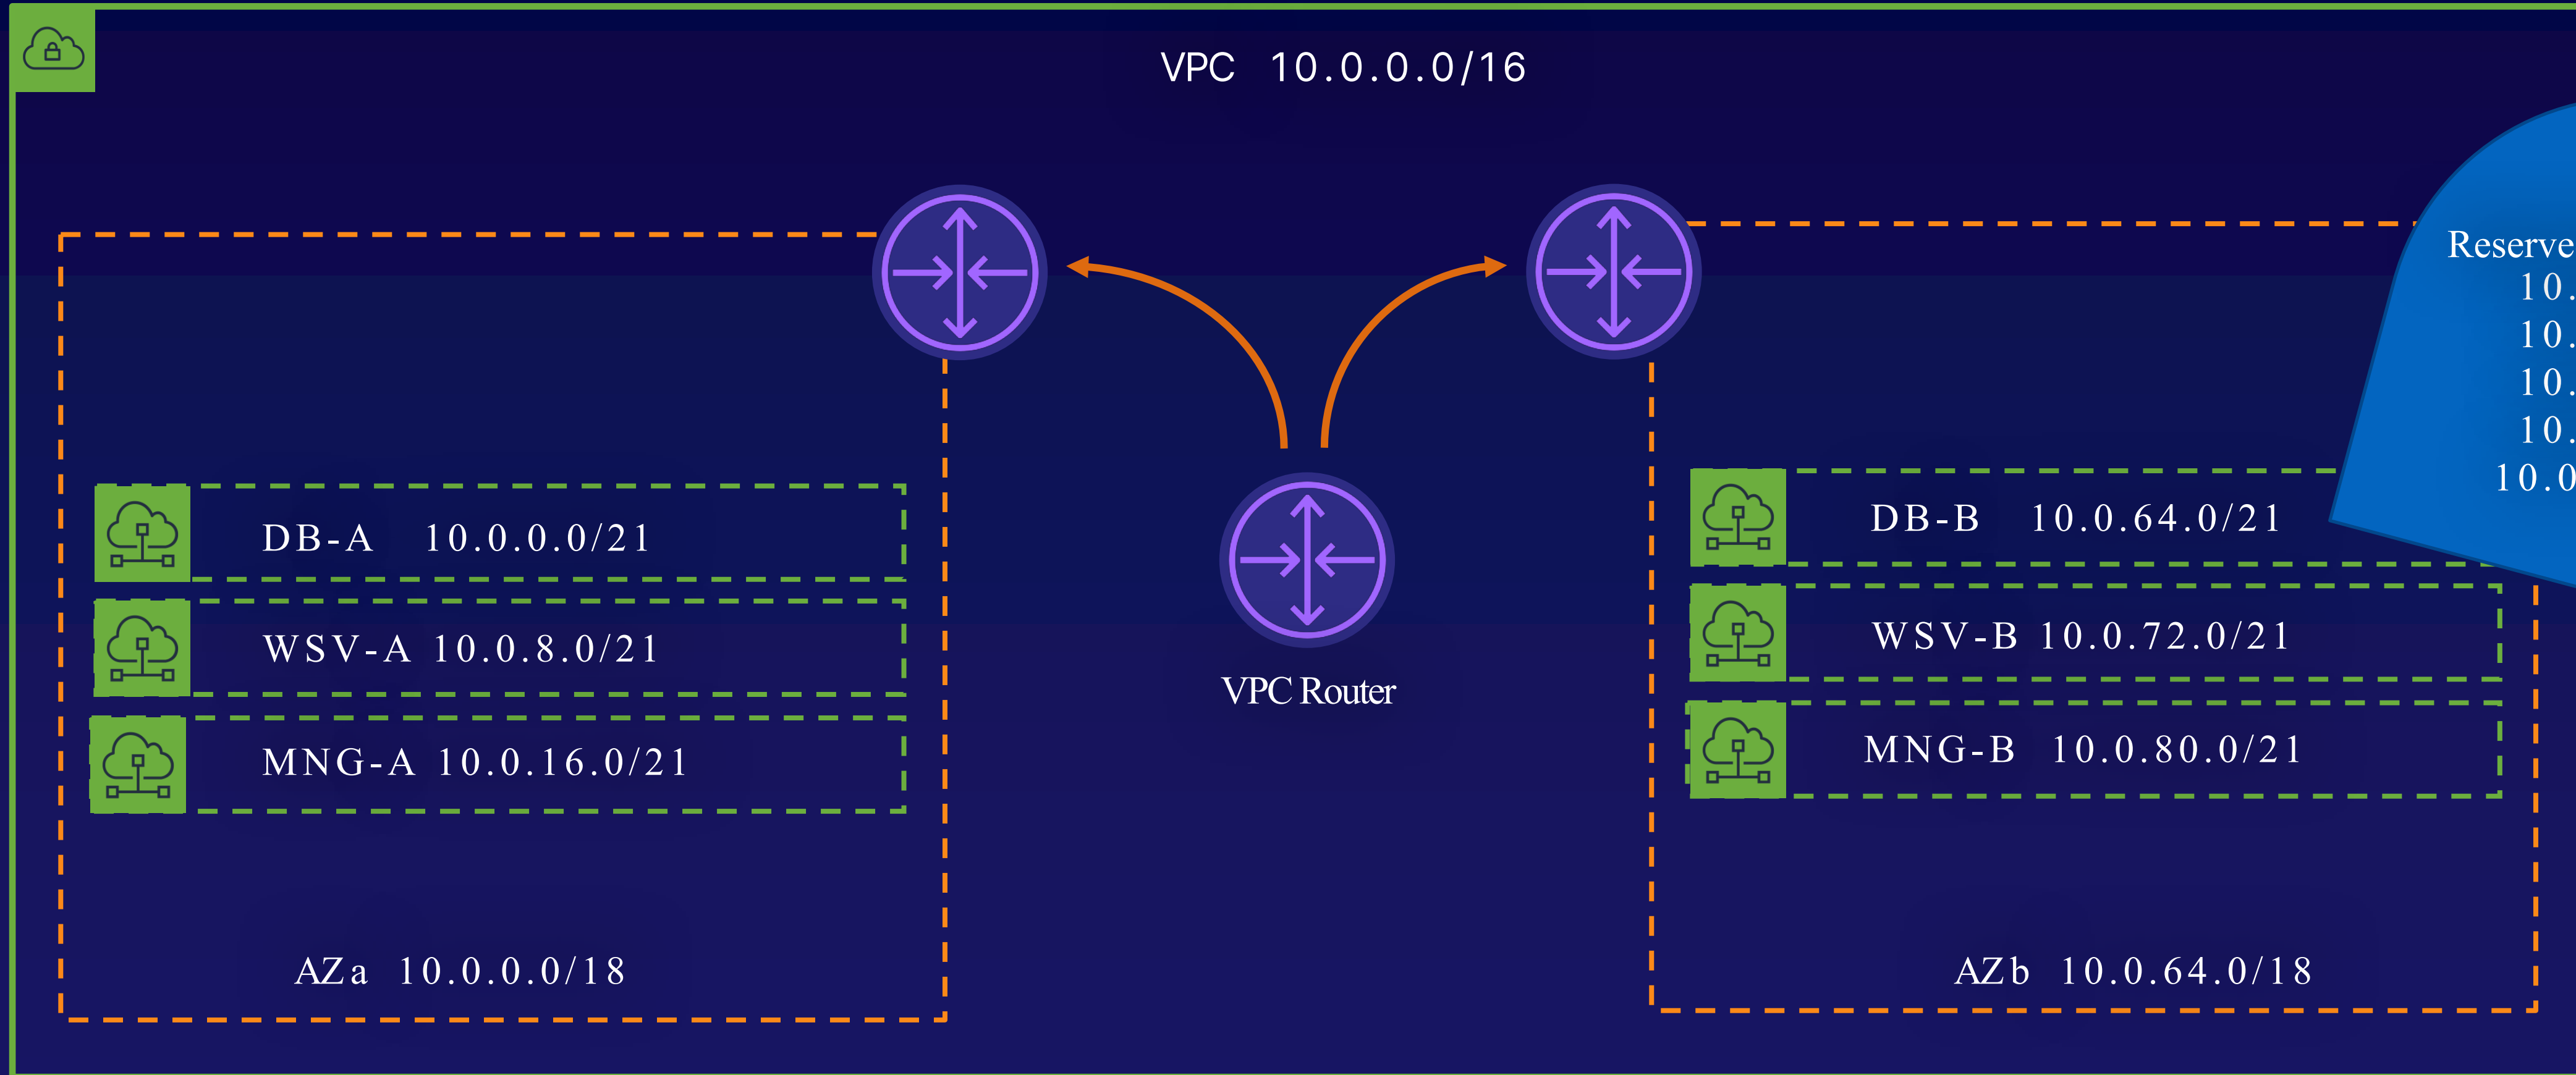 VPC 10.0.0.0/16
DB-A 10.0.0.0/21
WSV-A 10.0.8.0/21
MNG-A 10.0.16.0/21
AZa 10.0.0.0/18
VPC Router
DB-B 10.0.64.0/21
WSV-B 10.0.72.0/21
MNG-B 10.0.80.0/21
AZb 10.0.64.0/18
Reserve
10.
10.
10.
10.
10.0